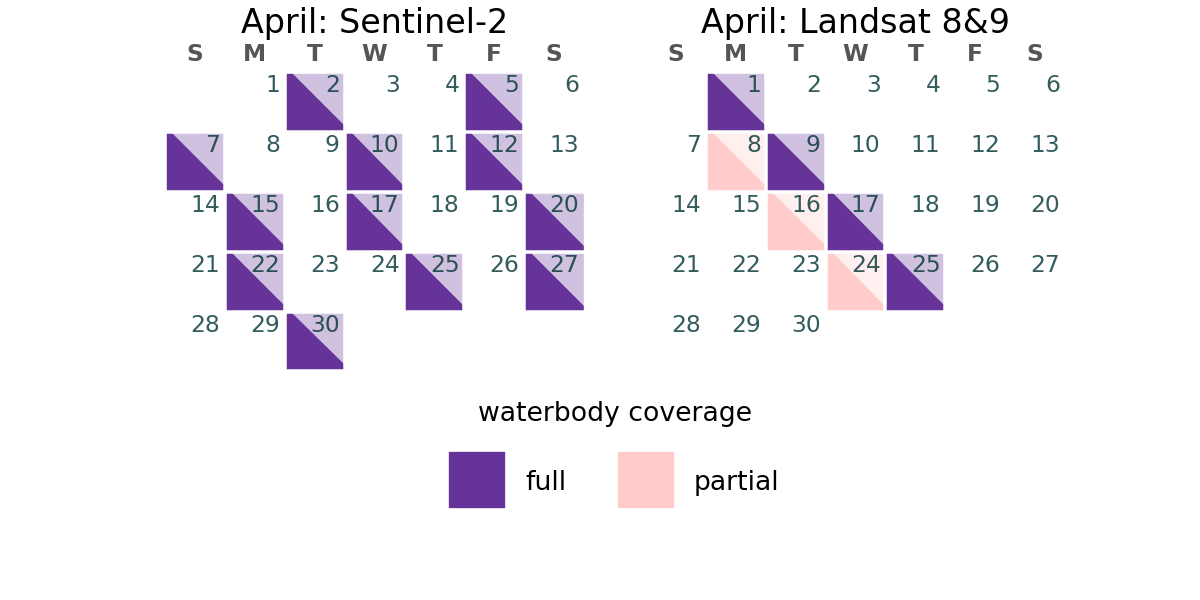 April: Sentinel-2
S M T W T F S
1 2 3 4 5 6
7 8 9 10 11 12 13
14 15 16 17 18 19 20
21 22 23 24 25 26 27
28 29 30
April: Landsat 8&9
S M T W T F S
1 2 3 4 5 6
7 8 9 10 11 12 13
14 15 16 17 18 19 20
21 22 23 24 25 26 27
28 29 30
waterbody coverage
full partial